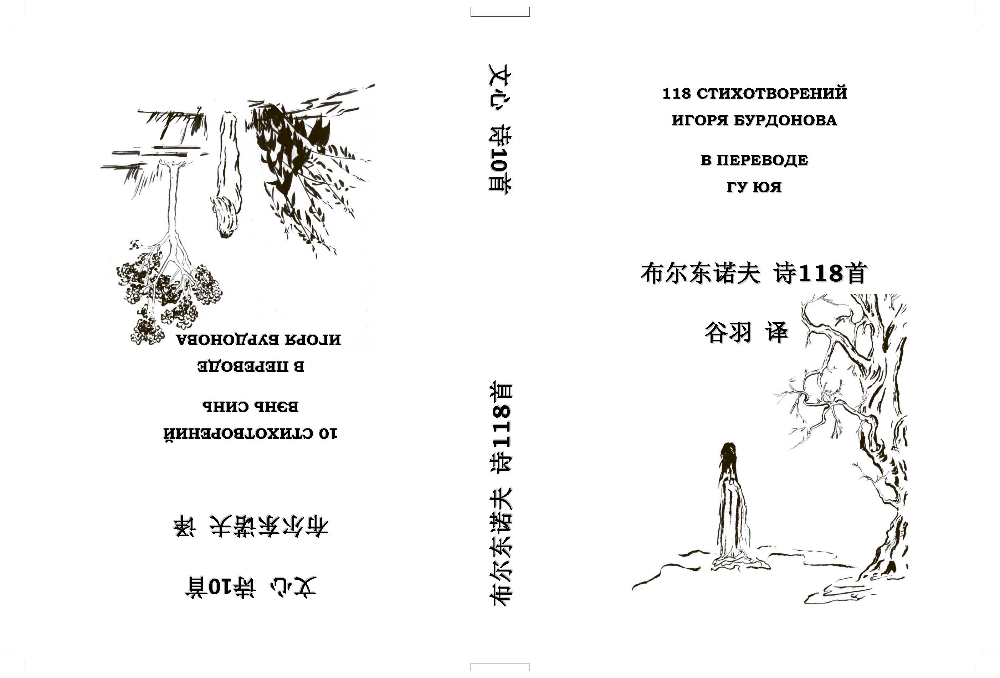 118 СТИХОТВОРЕНИЙ
ИГОРЯ БУРДОНОВА
В ПЕРЕВОДЕ
ГУ ЮЯ
布尔东诺夫 诗118首
谷羽 译
文心 诗10首
布尔东诺夫 诗118首
文心 诗10首
布尔东诺夫 译
10 СТИХОТВОРЕНИЙ
ВЭНЬ СИНЬ
В ПЕРЕВОДЕ
ИГОРЯ БУРДОНОВА